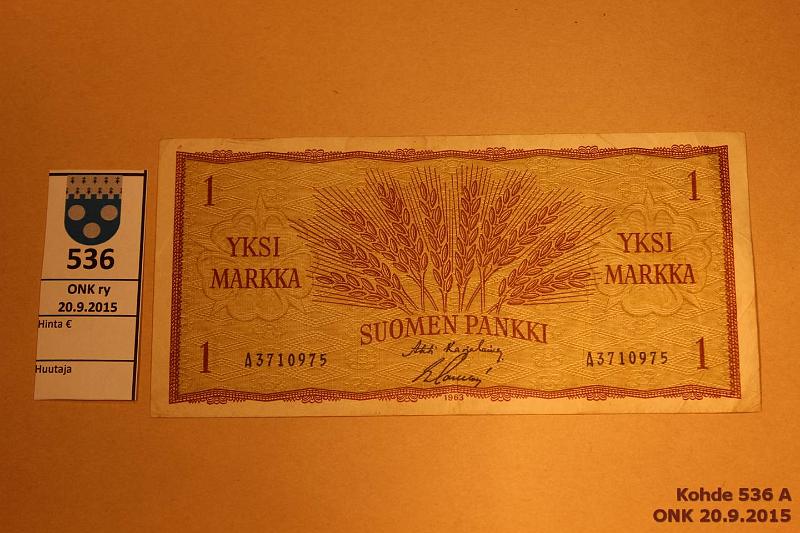 536
ONK ry
20.9.2015
Hinta €
Huutaja
1
1
YKSI
MARKKA
YKSI
MARKKA
SUOMEN PANKKI
1
A3710975
A3710975
1
1963
Kohde 536 A
ONK 20.9.2015